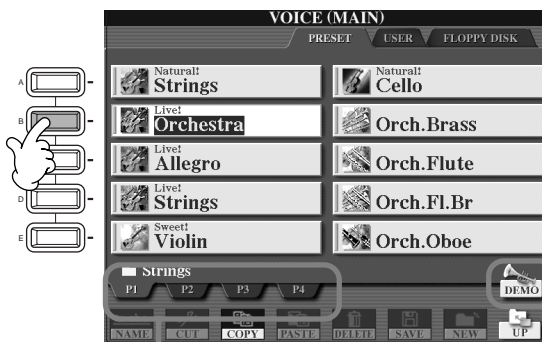 VOICE (MAIN)
PRESET USER FLOPPY DISK
A
Natural!
Strings
Natural!
Cello
B
Live!
Orchestra
Orch.Brass
Live!
Allegro
Orch.Flute
D
Live!
Strings
Orch.Fl.Br
E
Sweet!
Violin
Orch.Oboe
Strings
P1 P2 P3 P4
DEMO
NAME CUT COPY PASTE DELETE SAVE NEW UP